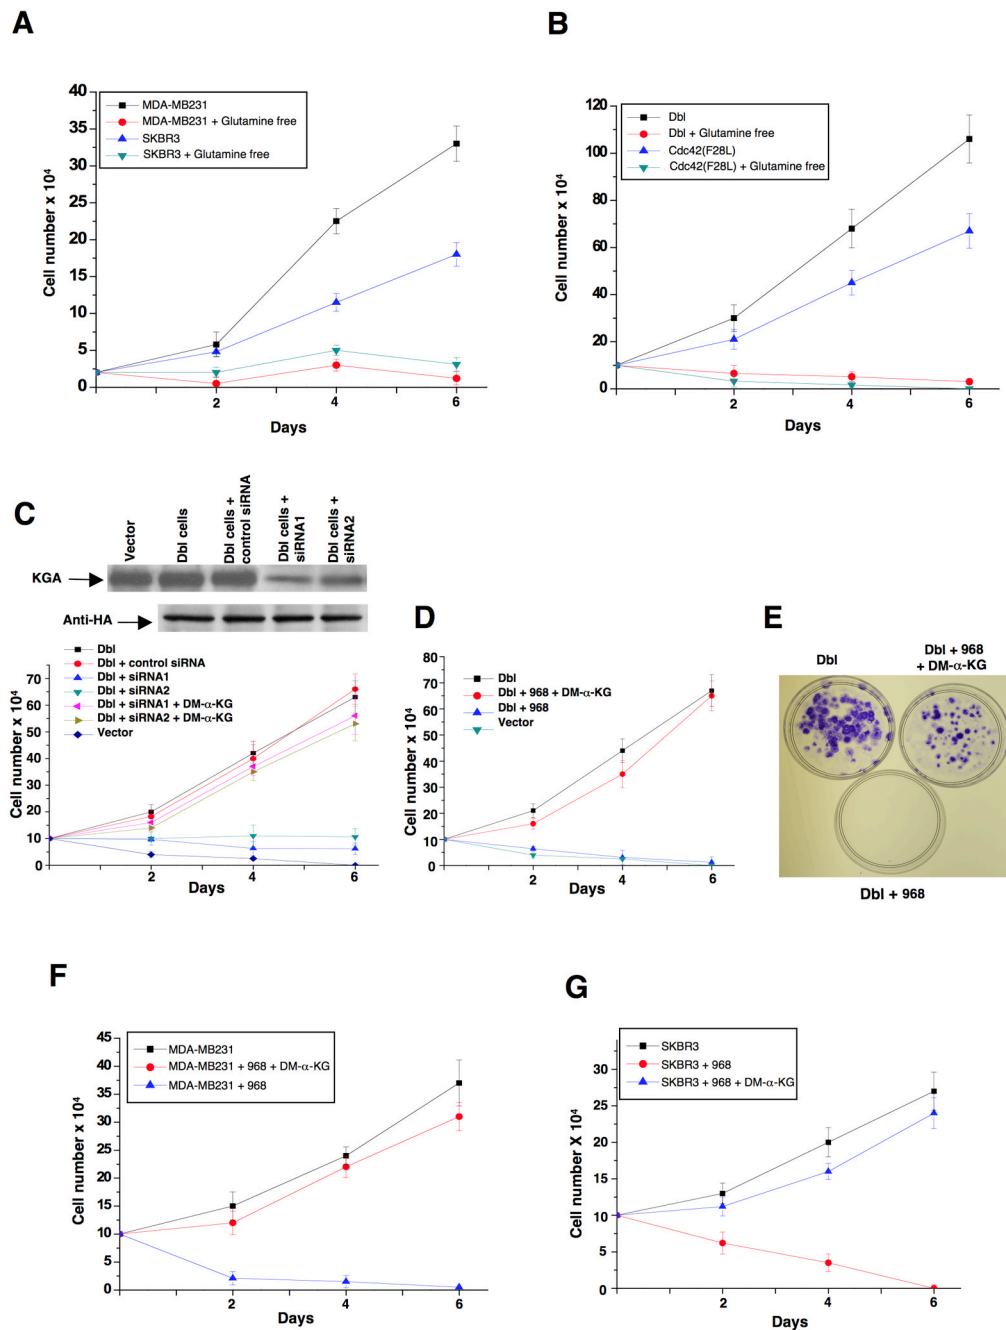 A
40
35
30
25
20
15
10
5
0
Cell number x 10⁴
MDA-MB231
MDA-MB231 + Glutamine free
SKBR3
SKBR3 + Glutamine free
2 4 6
Days
B
120
100
80
60
40
20
0
Cell number x 10⁴
Dbl
Dbl + Glutamine free
Cdc42(F28L)
Cdc42(F28L) + Glutamine free
2 4 6
Days
C
Vector
Dbl cells
Dbl cells +
control siRNA
Dbl cells +
siRNA1
Dbl cells +
siRNA2
KGA
Anti-HA
Dbl
Dbl + control siRNA
Dbl + siRNA1
Dbl + siRNA2
Dbl + siRNA1 + DM-α-KG
Dbl + siRNA2 + DM-α-KG
Vector
70
60
50
40
30
20
10
0
Cell number x 10⁴
2 4 6
Days
D
80
70
60
50
40
30
20
10
0
Cell number x 10⁴
Dbl
Dbl + 968 + DM-α-KG
Dbl + 968
Vector
2 4 6
Days
E
Dbl
Dbl + 968
+ DM-α-KG
Dbl + 968
F
45
40
35
30
25
20
15
10
5
0
Cell number x 10⁴
MDA-MB231
MDA-MB231 + 968 + DM-α-KG
MDA-MB231 + 968
2 4 6
Days
G
30
25
20
15
10
5
0
Cell number X 10⁴
SKBR3
SKBR3 + 968
SKBR3 + 968 + DM-α-KG
2 4 6
Days